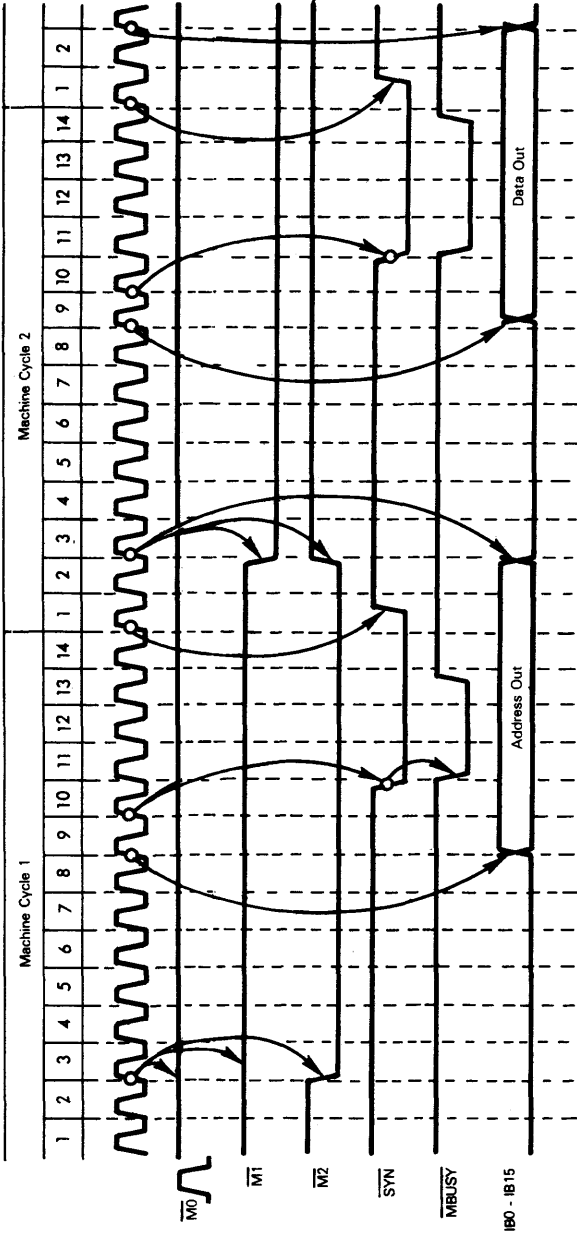 Machine Cycle 1 Machine Cycle 2
1 2 3 4 5 6 7 8 9 10 11 12 13 14 1 2 3 4 5 6 7 8 9 10 11 12 13 14 1 2
M0
M1
M2
SYN
MBUSY
IB0 - IB15 Address Out Data Out